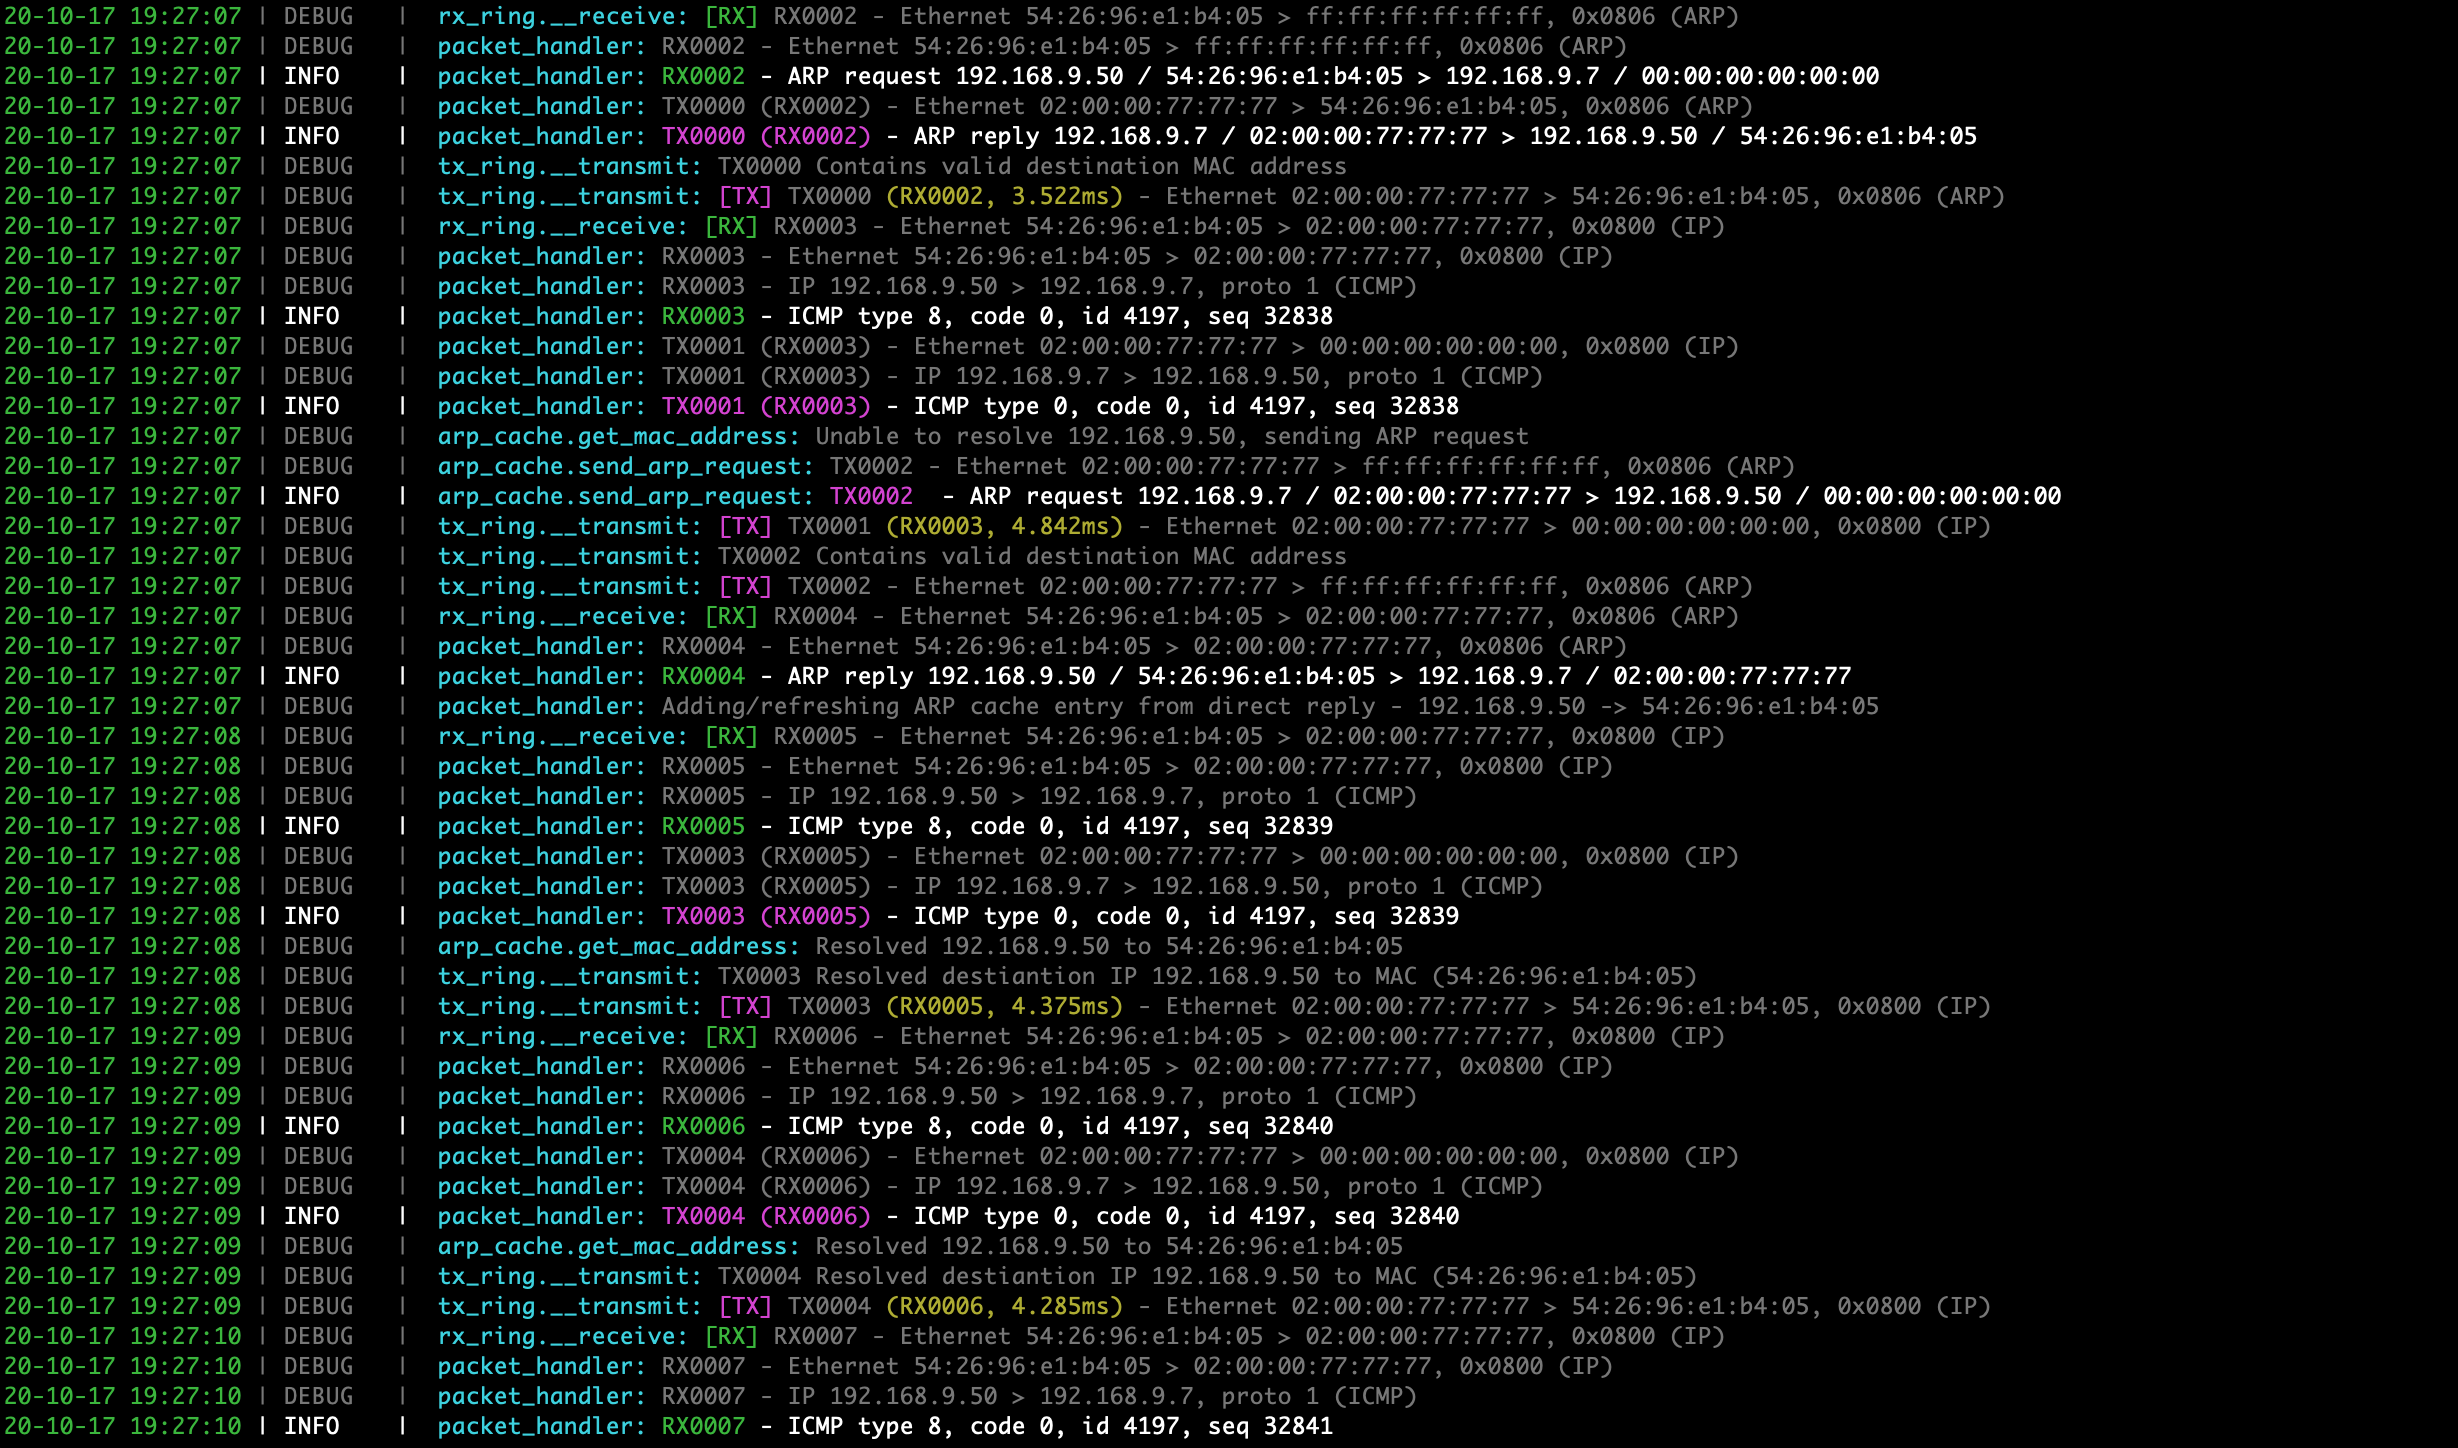 20-10-17 19:27:07 | DEBUG | rx_ring.__receive: [RX] RX0002 - Ethernet 54:26:96:e1:b4:05 > ff:ff:ff:ff:ff:ff, 0x0806 (ARP)
20-10-17 19:27:07 | DEBUG | packet_handler: RX0002 - Ethernet 54:26:96:e1:b4:05 > ff:ff:ff:ff:ff:ff, 0x0806 (ARP)
20-10-17 19:27:07 | INFO | packet_handler: RX0002 - ARP request 192.168.9.50 / 54:26:96:e1:b4:05 > 192.168.9.7 / 00:00:00:00:00:00
20-10-17 19:27:07 | DEBUG | packet_handler: TX0000 (RX0002) - Ethernet 02:00:00:77:77:77 > 54:26:96:e1:b4:05, 0x0806 (ARP)
20-10-17 19:27:07 | INFO | packet_handler: TX0000 (RX0002) - ARP reply 192.168.9.7 / 02:00:00:77:77:77 > 192.168.9.50 / 54:26:96:e1:b4:05
20-10-17 19:27:07 | DEBUG | tx_ring.__transmit: TX0000 Contains valid destination MAC address
20-10-17 19:27:07 | DEBUG | tx_ring.__transmit: [TX] TX0000 (RX0002, 3.522ms) - Ethernet 02:00:00:77:77:77 > 54:26:96:e1:b4:05, 0x0806 (ARP)
20-10-17 19:27:07 | DEBUG | rx_ring.__receive: [RX] RX0003 - Ethernet 54:26:96:e1:b4:05 > 02:00:00:77:77:77, 0x0800 (IP)
20-10-17 19:27:07 | DEBUG | packet_handler: RX0003 - Ethernet 54:26:96:e1:b4:05 > 02:00:00:77:77:77, 0x0800 (IP)
20-10-17 19:27:07 | DEBUG | packet_handler: RX0003 - IP 192.168.9.50 > 192.168.9.7, proto 1 (ICMP)
20-10-17 19:27:07 | INFO | packet_handler: RX0003 - ICMP type 8, code 0, id 4197, seq 32838
20-10-17 19:27:07 | DEBUG | packet_handler: TX0001 (RX0003) - Ethernet 02:00:00:77:77:77 > 00:00:00:00:00:00, 0x0800 (IP)
20-10-17 19:27:07 | DEBUG | packet_handler: TX0001 (RX0003) - IP 192.168.9.7 > 192.168.9.50, proto 1 (ICMP)
20-10-17 19:27:07 | INFO | packet_handler: TX0001 (RX0003) - ICMP type 0, code 0, id 4197, seq 32838
20-10-17 19:27:07 | DEBUG | arp_cache.get_mac_address: Unable to resolve 192.168.9.50, sending ARP request
20-10-17 19:27:07 | DEBUG | arp_cache.send_arp_request: TX0002 - Ethernet 02:00:00:77:77:77 > ff:ff:ff:ff:ff:ff, 0x0806 (ARP)
20-10-17 19:27:07 | INFO | arp_cache.send_arp_request: TX0002 - ARP request 192.168.9.7 / 02:00:00:77:77:77 > 192.168.9.50 / 00:00:00:00:00:00
20-10-17 19:27:07 | DEBUG | tx_ring.__transmit: [TX] TX0001 (RX0003, 4.842ms) - Ethernet 02:00:00:77:77:77 > 00:00:00:00:00:00, 0x0800 (IP)
20-10-17 19:27:07 | DEBUG | tx_ring.__transmit: TX0002 Contains valid destination MAC address
20-10-17 19:27:07 | DEBUG | tx_ring.__transmit: [TX] TX0002 - Ethernet 02:00:00:77:77:77 > ff:ff:ff:ff:ff:ff, 0x0806 (ARP)
20-10-17 19:27:07 | DEBUG | rx_ring.__receive: [RX] RX0004 - Ethernet 54:26:96:e1:b4:05 > 02:00:00:77:77:77, 0x0806 (ARP)
20-10-17 19:27:07 | DEBUG | packet_handler: RX0004 - Ethernet 54:26:96:e1:b4:05 > 02:00:00:77:77:77, 0x0806 (ARP)
20-10-17 19:27:07 | INFO | packet_handler: RX0004 - ARP reply 192.168.9.50 / 54:26:96:e1:b4:05 > 192.168.9.7 / 02:00:00:77:77:77
20-10-17 19:27:07 | DEBUG | packet_handler: Adding/refreshing ARP cache entry from direct reply - 192.168.9.50 -> 54:26:96:e1:b4:05
20-10-17 19:27:08 | DEBUG | rx_ring.__receive: [RX] RX0005 - Ethernet 54:26:96:e1:b4:05 > 02:00:00:77:77:77, 0x0800 (IP)
20-10-17 19:27:08 | DEBUG | packet_handler: RX0005 - Ethernet 54:26:96:e1:b4:05 > 02:00:00:77:77:77, 0x0800 (IP)
20-10-17 19:27:08 | DEBUG | packet_handler: RX0005 - IP 192.168.9.50 > 192.168.9.7, proto 1 (ICMP)
20-10-17 19:27:08 | INFO | packet_handler: RX0005 - ICMP type 8, code 0, id 4197, seq 32839
20-10-17 19:27:08 | DEBUG | packet_handler: TX0003 (RX0005) - Ethernet 02:00:00:77:77:77 > 00:00:00:00:00:00, 0x0800 (IP)
20-10-17 19:27:08 | DEBUG | packet_handler: TX0003 (RX0005) - IP 192.168.9.7 > 192.168.9.50, proto 1 (ICMP)
20-10-17 19:27:08 | INFO | packet_handler: TX0003 (RX0005) - ICMP type 0, code 0, id 4197, seq 32839
20-10-17 19:27:08 | DEBUG | arp_cache.get_mac_address: Resolved 192.168.9.50 to 54:26:96:e1:b4:05
20-10-17 19:27:08 | DEBUG | tx_ring.__transmit: TX0003 Resolved destiantion IP 192.168.9.50 to MAC (54:26:96:e1:b4:05)
20-10-17 19:27:08 | DEBUG | tx_ring.__transmit: [TX] TX0003 (RX0005, 4.375ms) - Ethernet 02:00:00:77:77:77 > 54:26:96:e1:b4:05, 0x0800 (IP)
20-10-17 19:27:09 | DEBUG | rx_ring.__receive: [RX] RX0006 - Ethernet 54:26:96:e1:b4:05 > 02:00:00:77:77:77, 0x0800 (IP)
20-10-17 19:27:09 | DEBUG | packet_handler: RX0006 - Ethernet 54:26:96:e1:b4:05 > 02:00:00:77:77:77, 0x0800 (IP)
20-10-17 19:27:09 | DEBUG | packet_handler: RX0006 - IP 192.168.9.50 > 192.168.9.7, proto 1 (ICMP)
20-10-17 19:27:09 | INFO | packet_handler: RX0006 - ICMP type 8, code 0, id 4197, seq 32840
20-10-17 19:27:09 | DEBUG | packet_handler: TX0004 (RX0006) - Ethernet 02:00:00:77:77:77 > 00:00:00:00:00:00, 0x0800 (IP)
20-10-17 19:27:09 | DEBUG | packet_handler: TX0004 (RX0006) - IP 192.168.9.7 > 192.168.9.50, proto 1 (ICMP)
20-10-17 19:27:09 | INFO | packet_handler: TX0004 (RX0006) - ICMP type 0, code 0, id 4197, seq 32840
20-10-17 19:27:09 | DEBUG | arp_cache.get_mac_address: Resolved 192.168.9.50 to 54:26:96:e1:b4:05
20-10-17 19:27:09 | DEBUG | tx_ring.__transmit: TX0004 Resolved destiantion IP 192.168.9.50 to MAC (54:26:96:e1:b4:05)
20-10-17 19:27:09 | DEBUG | tx_ring.__transmit: [TX] TX0004 (RX0006, 4.285ms) - Ethernet 02:00:00:77:77:77 > 54:26:96:e1:b4:05, 0x0800 (IP)
20-10-17 19:27:10 | DEBUG | rx_ring.__receive: [RX] RX0007 - Ethernet 54:26:96:e1:b4:05 > 02:00:00:77:77:77, 0x0800 (IP)
20-10-17 19:27:10 | DEBUG | packet_handler: RX0007 - Ethernet 54:26:96:e1:b4:05 > 02:00:00:77:77:77, 0x0800 (IP)
20-10-17 19:27:10 | DEBUG | packet_handler: RX0007 - IP 192.168.9.50 > 192.168.9.7, proto 1 (ICMP)
20-10-17 19:27:10 | INFO | packet_handler: RX0007 - ICMP type 8, code 0, id 4197, seq 32841